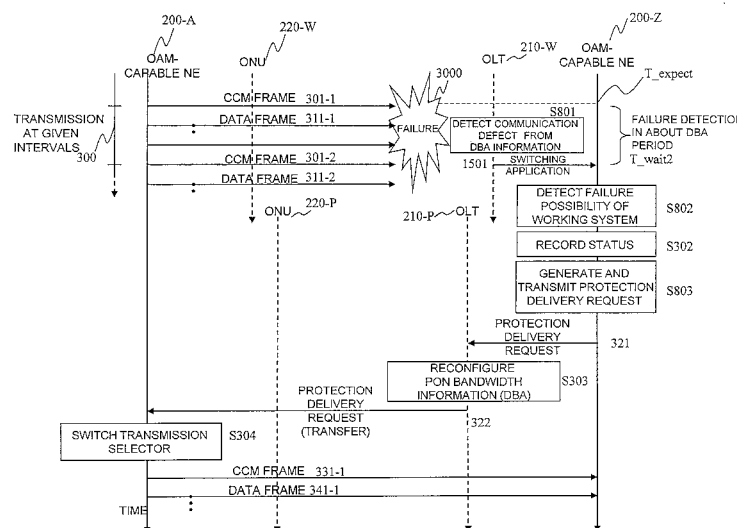 200-A
220-W
200-Z
OAM-
CAPABLE NE
ONU
210-W
OLT
OAM-
CAPABLE NE
T_expect
3000
CCM FRAME 301-1
S801
TRANSMISSION
AT GIVEN
INTERVALS
300
DATA FRAME 311-1
FAILURE
DETECT COMMUNICATION
DEFECT FROM
DBA INFORMATION
FAILURE DETECTION
IN ABOUT DBA
PERIOD
T_wait2
CCM FRAME 301-2
1501
SWITCHING
APPLICATION
DATA FRAME 311-2
DETECT FAILURE
POSSIBILITY OF
WORKING SYSTEM
S802
ONU
220-P
210-P
OLT
RECORD STATUS
S302
GENERATE AND
TRANSMIT PROTECTION
DELIVERY REQUEST
S803
PROTECTION
DELIVERY
REQUEST
321
RECONFIGURE
PON BANDWIDTH
INFORMATION (DBA)
S303
PROTECTION
DELIVERY
REQUEST
(TRANSFER)
322
SWITCH TRANSMISSION
SELECTOR
S304
CCM FRAME 331-1
DATA FRAME 341-1
TIME